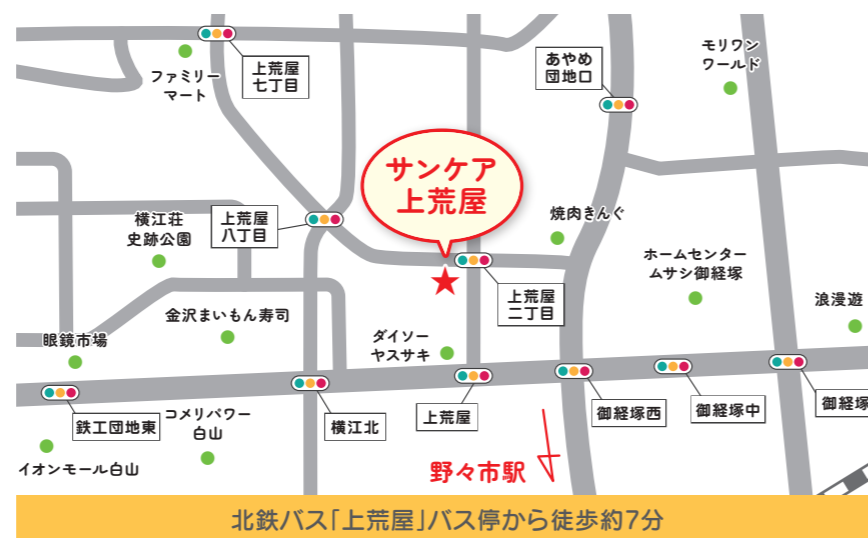 上荒屋
七丁目
ファミリー
マート
あやめ
団地口
モリワン
ワールド
サンケア
上荒屋
横江荘
史跡公園
上荒屋
八丁目
焼肉きんぐ
ホームセンター
ムサシ御経塚
上荒屋
二丁目
浪漫遊
金沢まいもん寿司
眼鏡市場
ダイソー
ヤスサキ
鉄工団地東
コメリパワー
白山
横江北
上荒屋
御経塚西
御経塚中
御経塚
イオンモール白山
野々市駅
北鉄バス「上荒屋」バス停から徒歩約7分